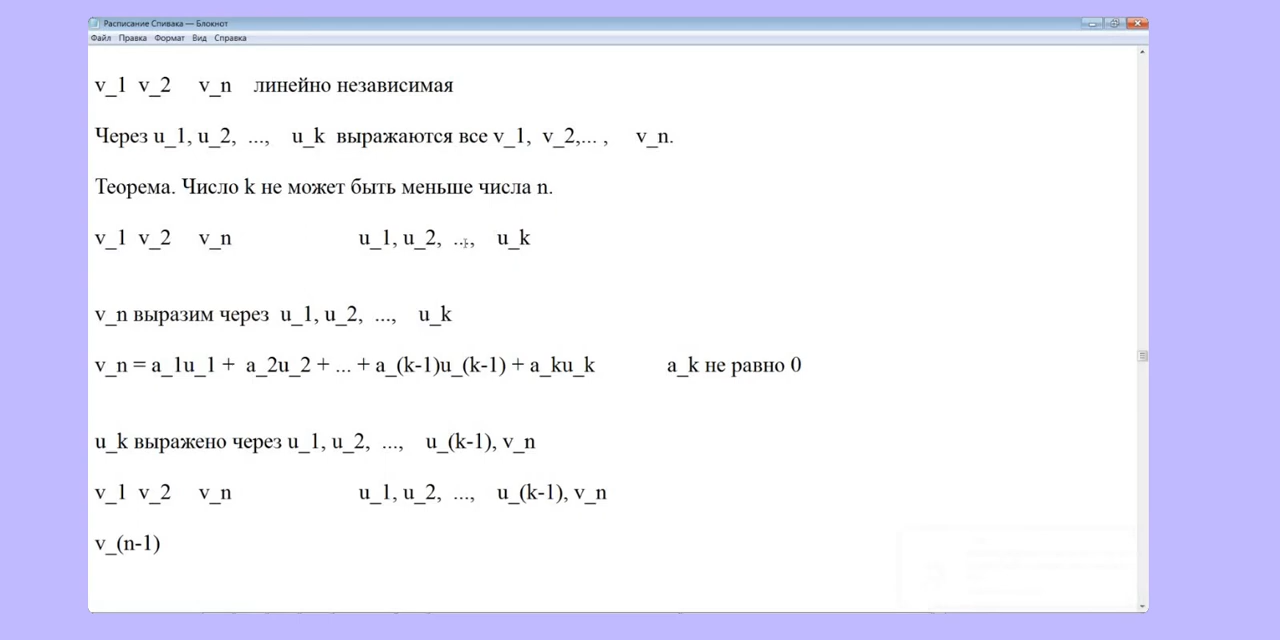 Расписание Спивака — Блокнот
Файл Правка Формат Вид Справка
v_1 v_2 v_n линейно независимая
Через u_1, u_2, ..., u_k выражаются все v_1, v_2,... , v_n.
Теорема. Число k не может быть меньше числа n.
v_1 v_2 v_n u_1, u_2, ..., u_k
v_n выразим через u_1, u_2, ..., u_k
v_n = a_1u_1 + a_2u_2 + ... + a_(k-1)u_(k-1) + a_ku_k a_k не равно 0
u_k выражено через u_1, u_2, ..., u_(k-1), v_n
v_1 v_2 v_n u_1, u_2, ..., u_(k-1), v_n
v_(n-1)